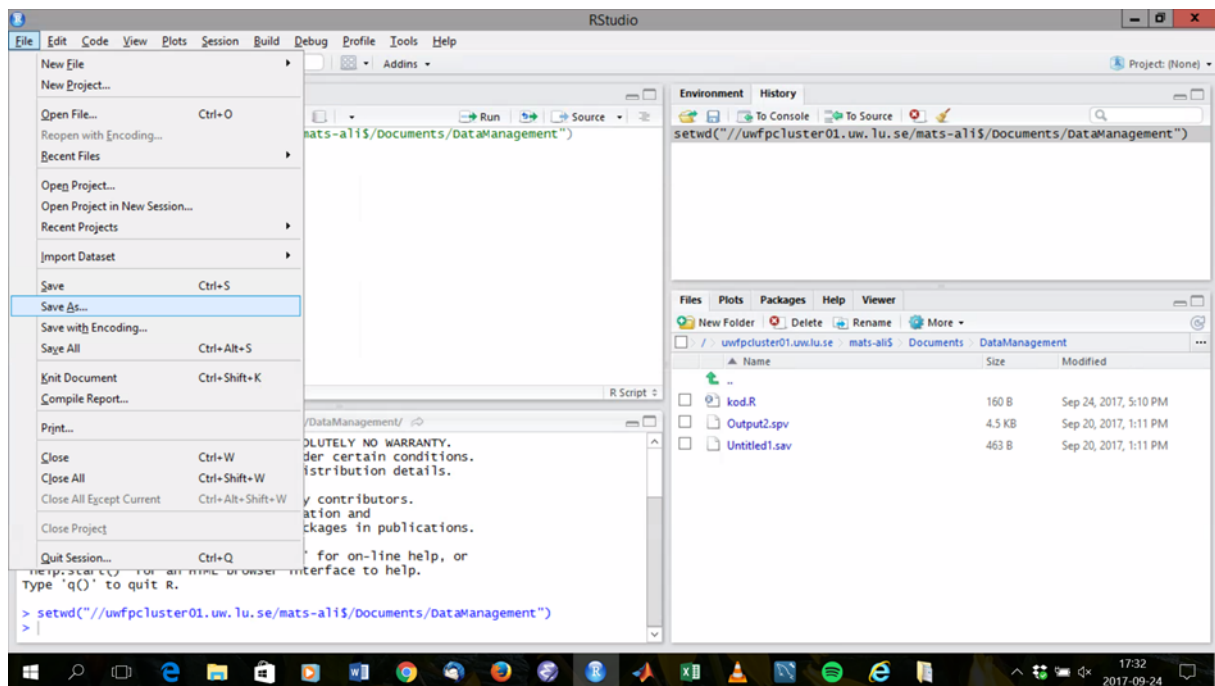 RStudio
File Edit Code View Plots Session Build Debug Profile Tools Help
Addins
Project: (None)
New File
New Project...
Open File... Ctrl+O
Reopen with Encoding...
Recent Files
Open Project...
Open Project in New Session...
Recent Projects
Import Dataset
Save Ctrl+S
Save As...
Save with Encoding...
Save All Ctrl+Alt+S
Knit Document Ctrl+Shift+K
Compile Report...
Print...
Close Ctrl+W
Close All Ctrl+Shift+W
Close All Except Current Ctrl+Alt+Shift+W
Close Project
Quit Session... Ctrl+Q
Run Source
mats-ali$/Documents/DataManagement")
R Script
/DataManagement/
OLUTELY NO WARRANTY.
der certain conditions.
istribution details.
y contributors.
ation and
ckages in publications.
' for on-line help, or
'help.start()' for an HTML browser interface to help.
Type 'q()' to quit R.
> setwd("//uwfpcluster01.uw.lu.se/mats-ali$/Documents/DataManagement")
>
Environment History
To Console To Source
setwd("//uwfpcluster01.uw.lu.se/mats-ali$/Documents/DataManagement")
Files Plots Packages Help Viewer
New Folder Delete Rename More
/ uwfpcluster01.uw.lu.se mats-ali$ Documents DataManagement ...
Name Size Modified
..
kod.R 160 B Sep 24, 2017, 5:10 PM
Output2.spv 4.5 KB Sep 20, 2017, 1:11 PM
Untitled1.sav 463 B Sep 20, 2017, 1:11 PM
17:32
2017-09-24